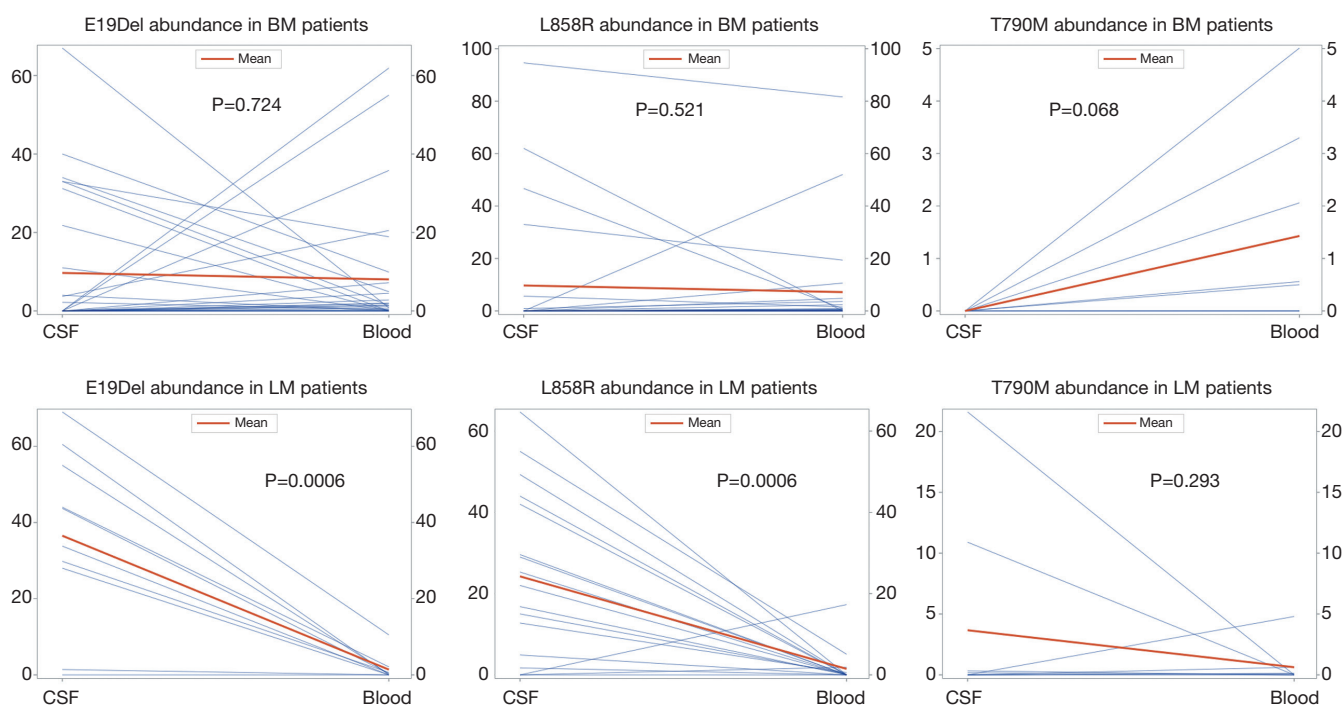 E19Del abundance in BM patients
Mean
P=0.724
60
40
20
0
60
40
20
0
CSF
Blood
L858R abundance in BM patients
Mean
P=0.521
100
80
60
40
20
0
100
80
60
40
20
0
CSF
Blood
T790M abundance in BM patients
Mean
P=0.068
5
4
3
2
1
0
5
4
3
2
1
0
CSF
Blood
E19Del abundance in LM patients
Mean
P=0.0006
60
40
20
0
60
40
20
0
CSF
Blood
L858R abundance in LM patients
Mean
P=0.0006
60
40
20
0
60
40
20
0
CSF
Blood
T790M abundance in LM patients
Mean
P=0.293
20
15
10
5
0
20
15
10
5
0
CSF
Blood